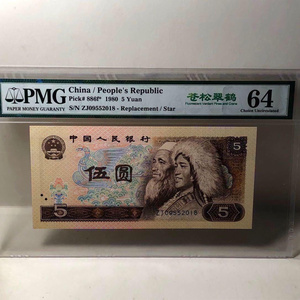 PMG
PAPER MONEY GUARANTY
China / People's Republic
Pick# 886f* 1980 5 Yuan
S/N ZJ09552018 - Replacement / Star
苍松翠鹤
64
Choice Uncirculated
中国人民银行
5
伍圆
5
ZJ09552018